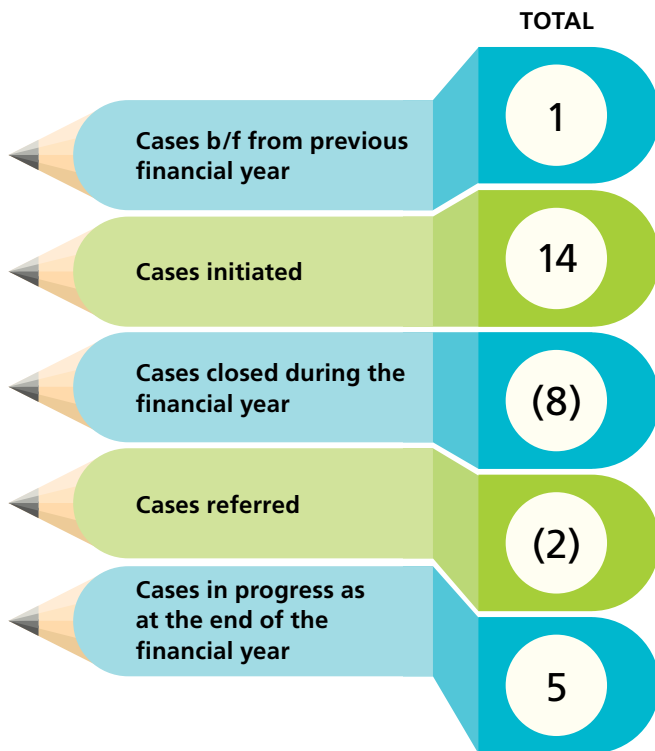 TOTAL
Cases b/f from previous
financial year
1
Cases initiated
14
Cases closed during the
financial year
(8)
Cases referred
(2)
Cases in progress as
at the end of the
financial year
5